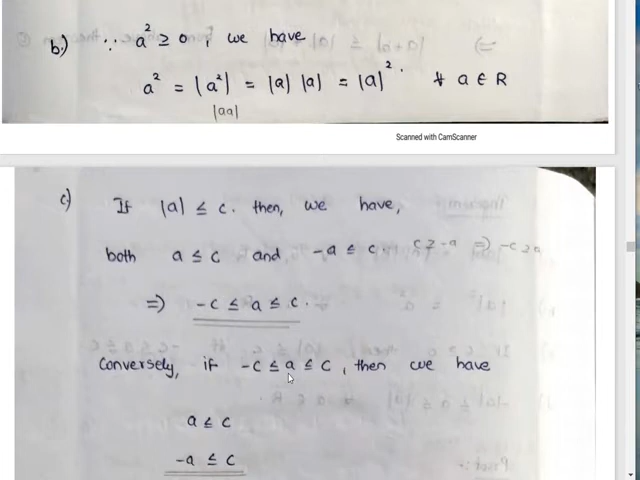 b.) ∵ a² ≥ 0, we have
a² = |a²| = |a| |a| = |a|². ∀ a ∈ R
|aa|
Scanned with CamScanner
c) If |a| ≤ c. then, we have,
both a ≤ c and -a ≤ c. c ≥ -a => -c ≥ a
=) -c ≤ a ≤ c.
Conversely, if -c ≤ a ≤ c, then we have
a ≤ c
-a ≤ c